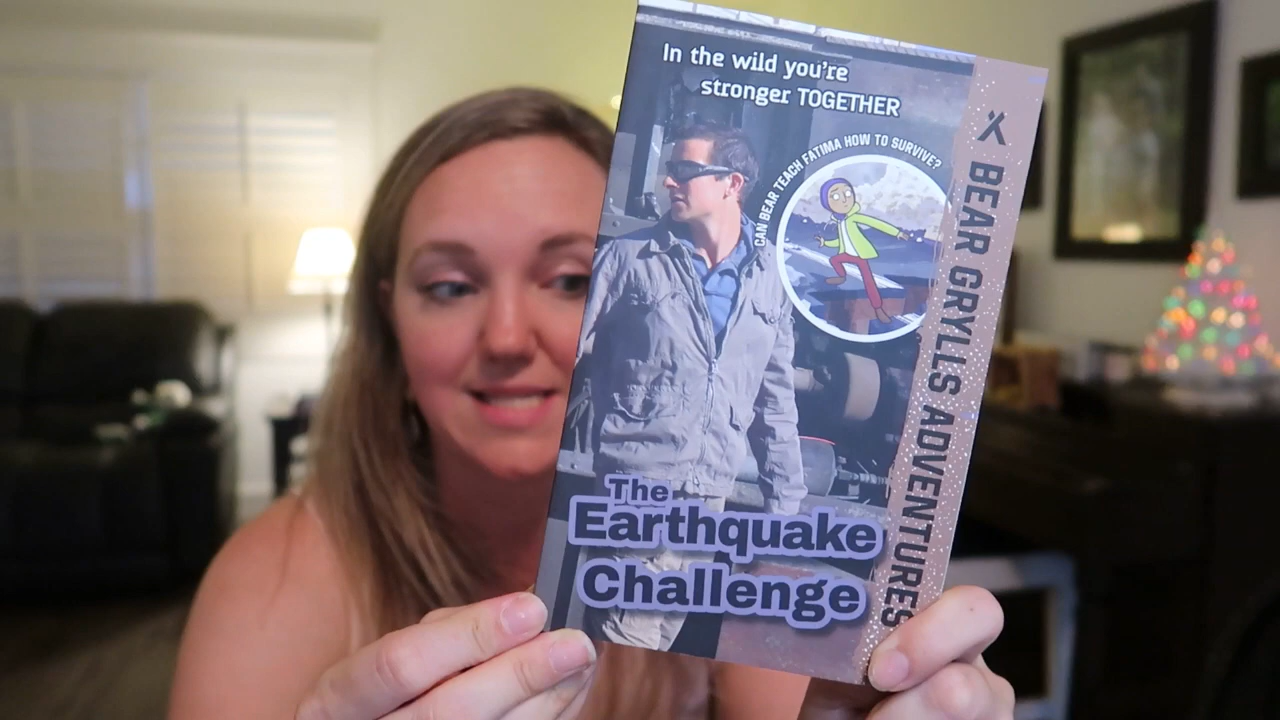 In the wild you're
stronger TOGETHER
CAN BEAR TEACH FATIMA HOW TO SURVIVE?
BEAR GRYLLS ADVENTURES
The
Earthquake
Challenge